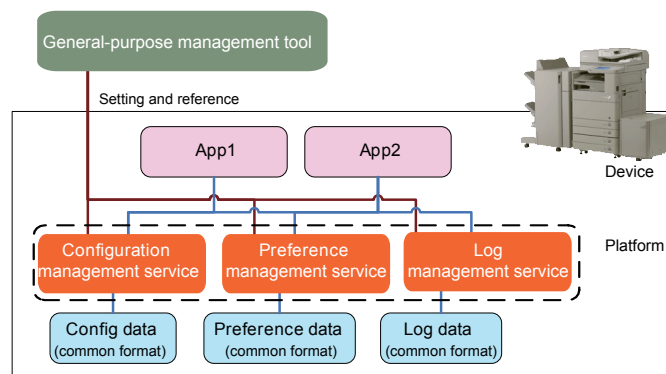 General-purpose management tool
Setting and reference
App1
App2
Device
Configuration
management service
Preference
management service
Log
management service
Platform
Config data
(common format)
Preference data
(common format)
Log data
(common format)